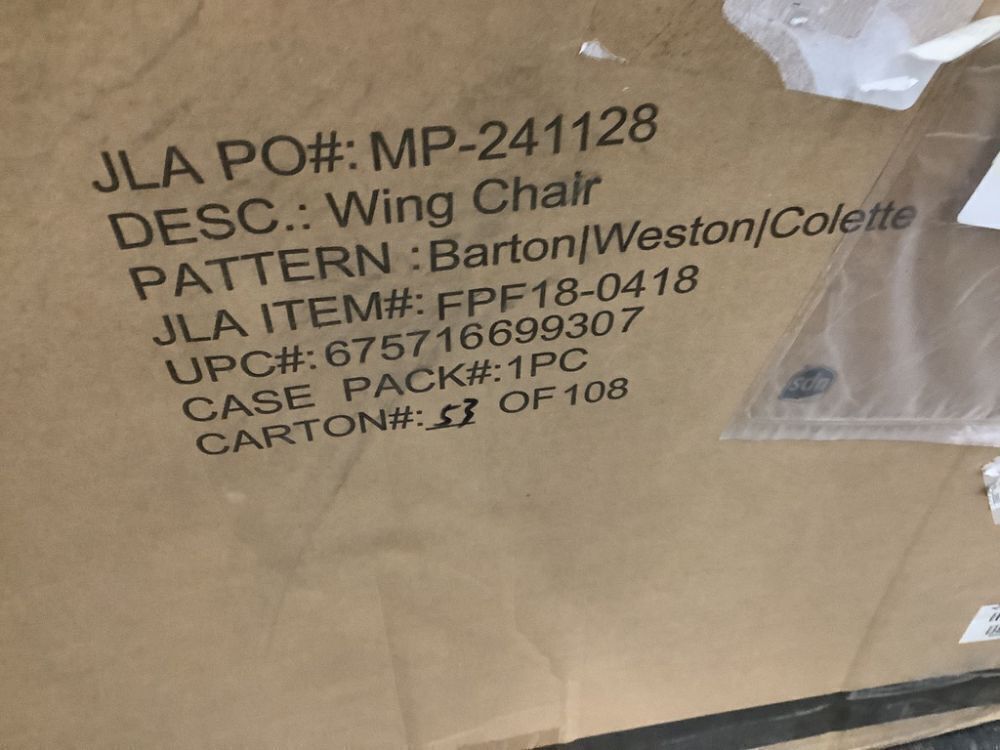 JLA PO#: MP-241128
DESC.: Wing Chair
PATTERN :Barton|Weston|Colette
JLA ITEM#: FPF18-0418
UPC#: 675716699307
CASE PACK#:1PC
CARTON#: 53 OF 108